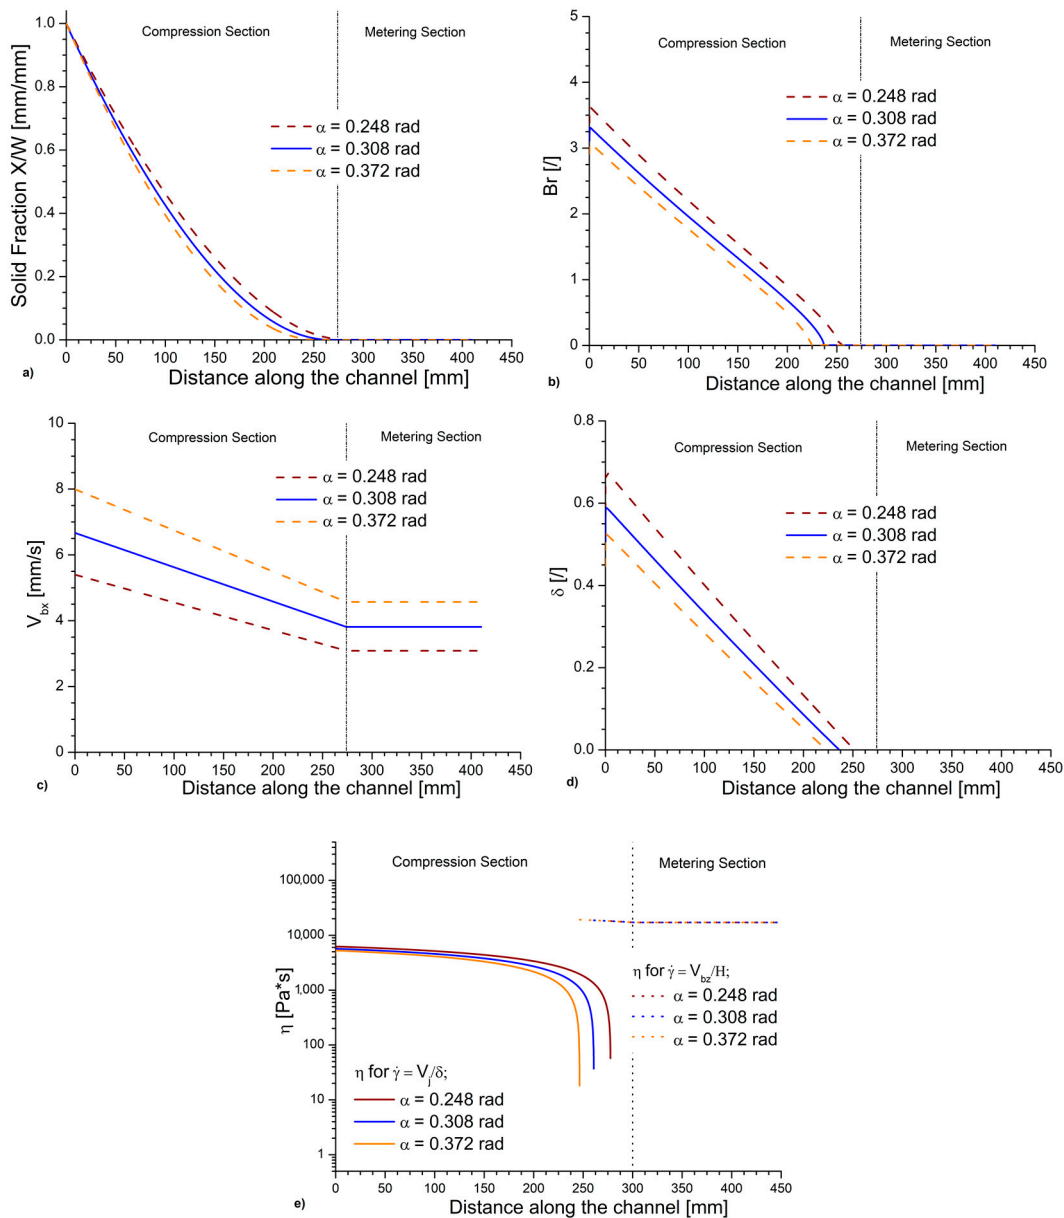 Compression Section
Metering Section
1.0
0.8
0.6
0.4
0.2
0.0
Solid Fraction X/W [mm/mm]
α = 0.248 rad
α = 0.308 rad
α = 0.372 rad
0 50 100 150 200 250 300 350 400 450
Distance along the channel [mm]
a)
Compression Section
Metering Section
5
4
3
2
1
0
Br [/]
α = 0.248 rad
α = 0.308 rad
α = 0.372 rad
0 50 100 150 200 250 300 350 400 450
Distance along the channel [mm]
b)
Compression Section
Metering Section
10
8
6
4
2
0
V_bx [mm/s]
α = 0.248 rad
α = 0.308 rad
α = 0.372 rad
0 50 100 150 200 250 300 350 400 450
Distance along the channel [mm]
c)
Compression Section
Metering Section
0.8
0.6
0.4
0.2
0.0
δ [/]
α = 0.248 rad
α = 0.308 rad
α = 0.372 rad
0 50 100 150 200 250 300 350 400 450
Distance along the channel [mm]
d)
Compression Section
Metering Section
100,000
10,000
1000
100
10
1
η [Pa*s]
η for γ̇ = V_bz/H;
α = 0.248 rad
α = 0.308 rad
α = 0.372 rad
η for γ̇ = V_j/δ;
α = 0.248 rad
α = 0.308 rad
α = 0.372 rad
0 50 100 150 200 250 300 350 400 450
Distance along the channel [mm]
e)